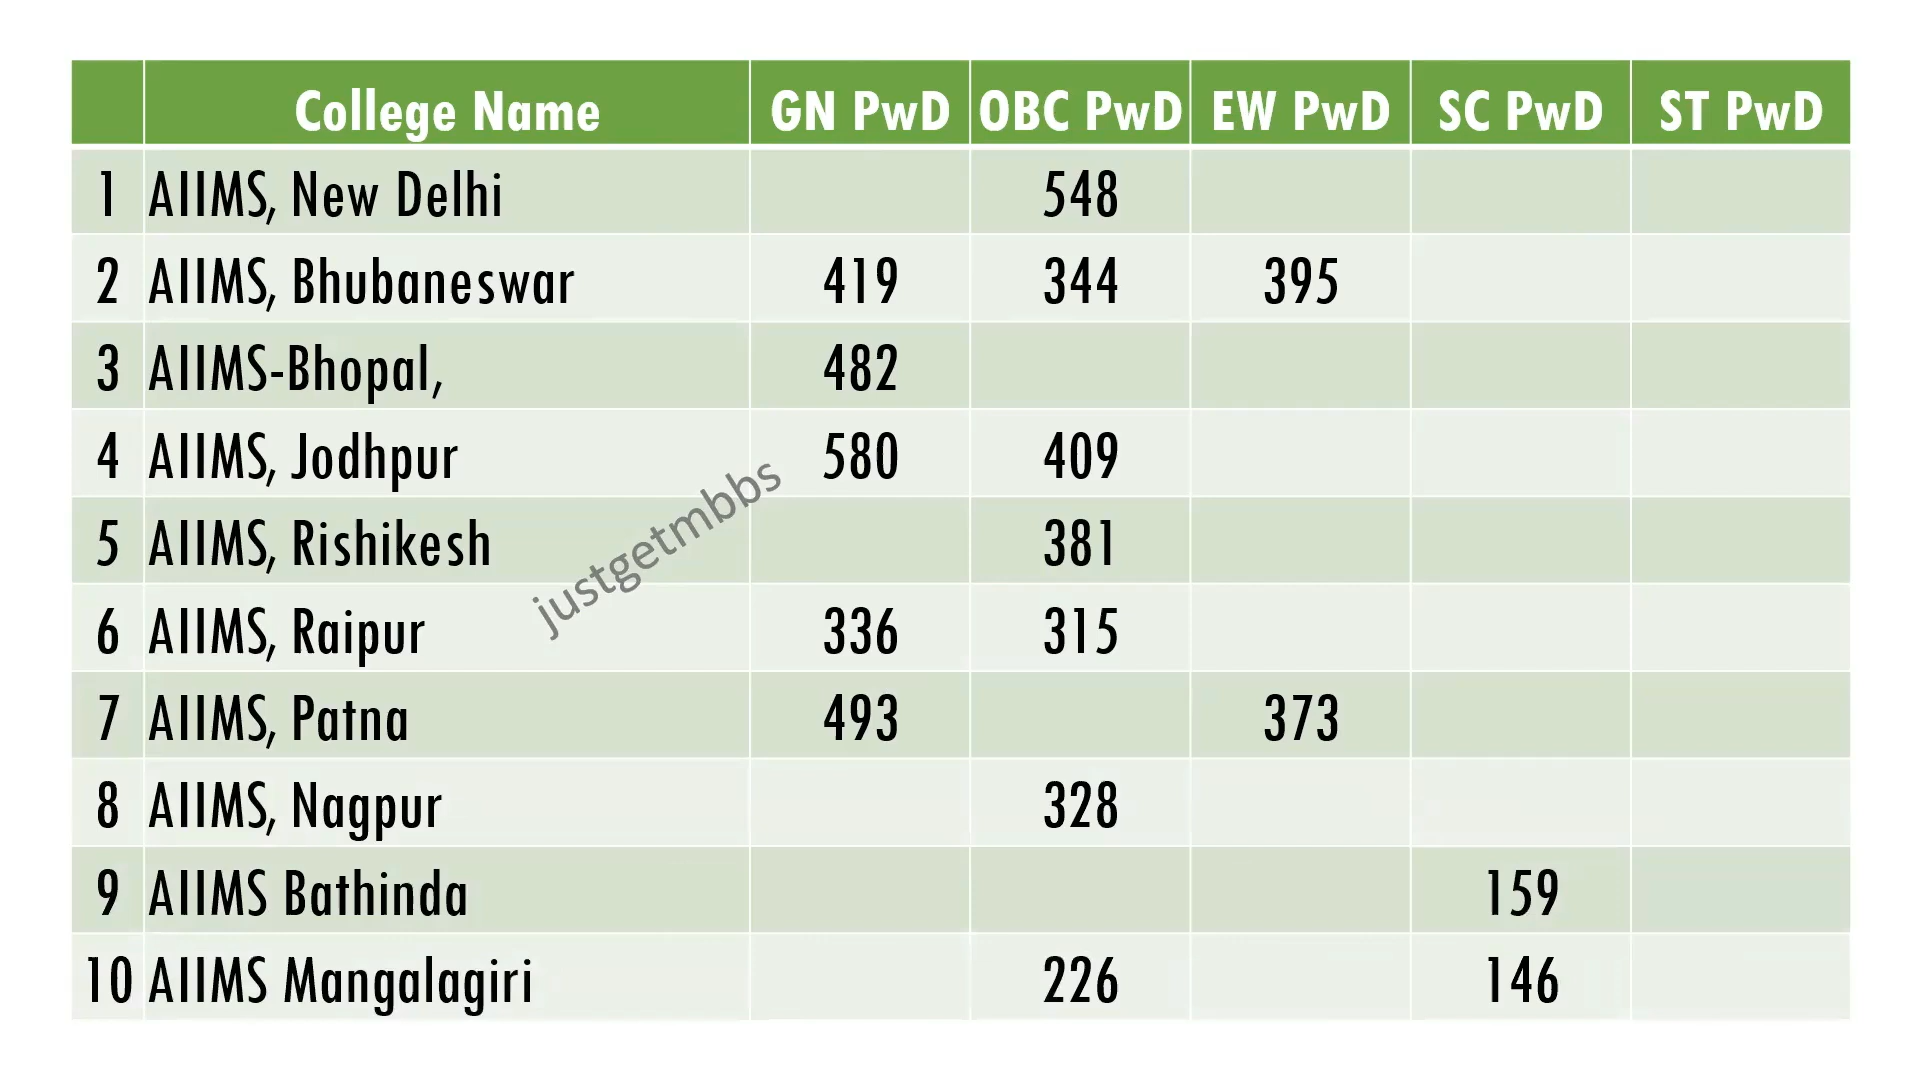 College Name GN PwD OBC PwD EW PwD SC PwD ST PwD
1 AIIMS, New Delhi 548
2 AIIMS, Bhubaneswar 419 344 395
3 AIIMS-Bhopal, 482
4 AIIMS, Jodhpur 580 409
5 AIIMS, Rishikesh 381
6 AIIMS, Raipur 336 315
7 AIIMS, Patna 493 373
8 AIIMS, Nagpur 328
9 AIIMS Bathinda 159
10 AIIMS Mangalagiri 226 146
justgetmbbs